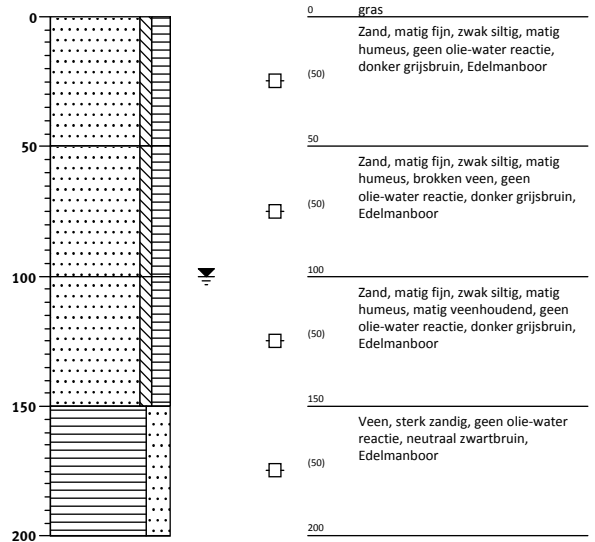 0
0
gras
Zand, matig fijn, zwak siltig, matig
humeus, geen olie-water reactie,
donker grijsbruin, Edelmanboor
(50)
50
50
Zand, matig fijn, zwak siltig, matig
humeus, brokken veen, geen
olie-water reactie, donker grijsbruin,
Edelmanboor
(50)
100
100
Zand, matig fijn, zwak siltig, matig
humeus, matig veenhoudend, geen
olie-water reactie, donker grijsbruin,
Edelmanboor
(50)
150
150
Veen, sterk zandig, geen olie-water
reactie, neutraal zwartbruin,
Edelmanboor
(50)
200
200